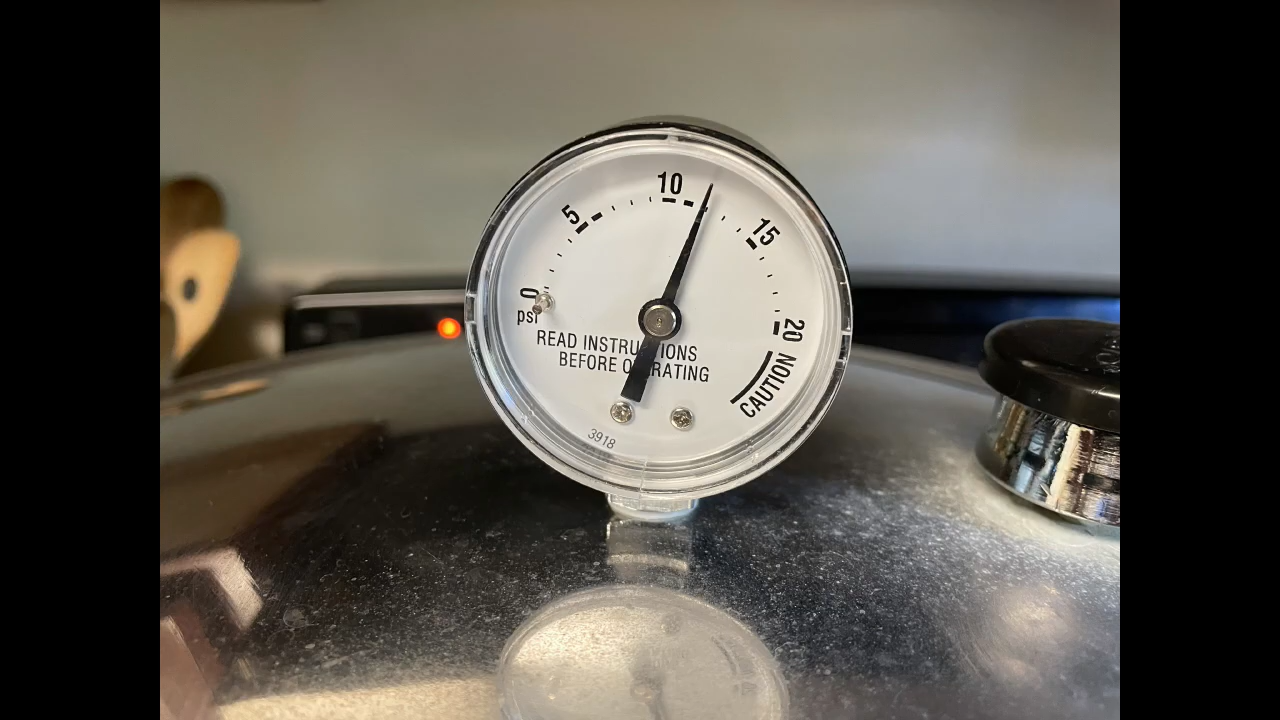 10
5
15
0
psi
20
READ INSTRUCTIONS
BEFORE OPERATING
CAUTION
3918